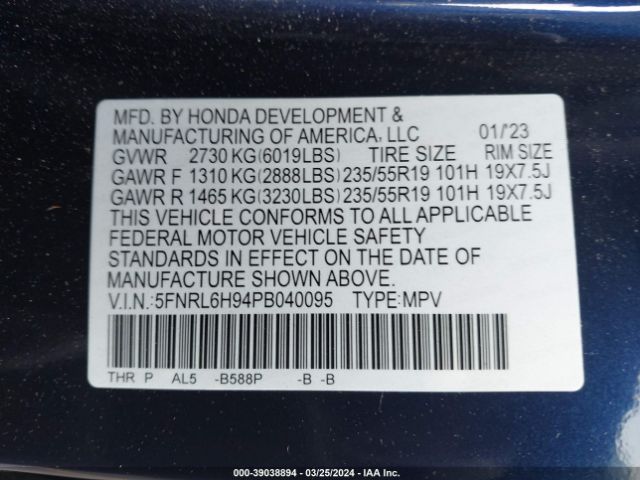 MFD. BY HONDA DEVELOPMENT &
MANUFACTURING OF AMERICA, LLC 01/'23
GVWR 2730 KG(6019LBS) TIRE SIZE RIM SIZE
GAWR F 1310 KG(2888LBS) 235/55R19 101H 19X7.5J
GAWR R 1465 KG(3230LBS) 235/55R19 101H 19X7.5J
THIS VEHICLE CONFORMS TO ALL APPLICABLE
FEDERAL MOTOR VEHICLE SAFETY
STANDARDS IN EFFECT ON THE DATE OF
MANUFACTURE SHOWN ABOVE.
V.I.N.:5FNRL6H94PB040095 TYPE:MPV
THR P AL5 -B588P -B -B
000-39038894 — 03/25/2024 — IAA Inc.